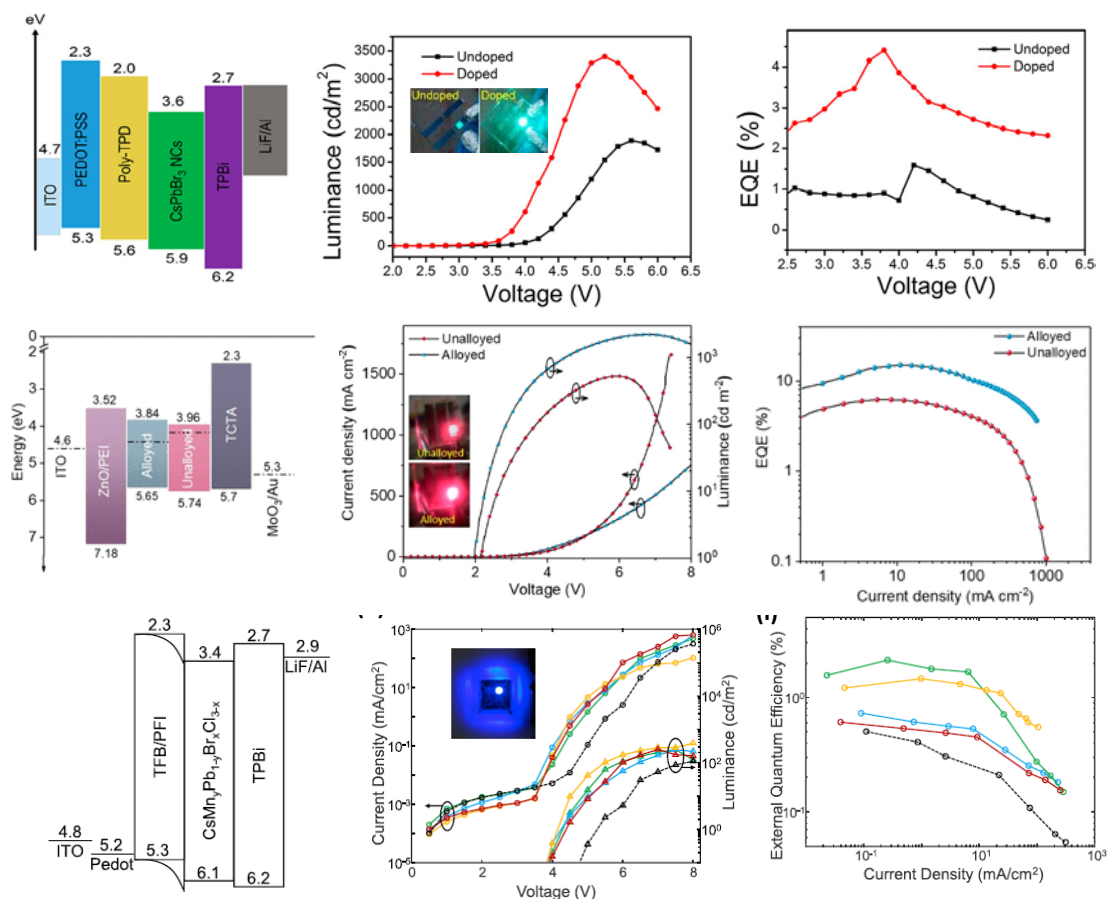 eV
2.3
2.0
2.7
3.6
4.7
ITO
PEDOT:PSS
Poly-TPD
CsPbBr3 NCs
TPBi
LiF/Al
5.3
5.6
5.9
6.2
Luminance (cd/m2)
3500
3000
2500
2000
1500
1000
500
0
Undoped
Doped
Undoped
Doped
2.0 2.5 3.0 3.5 4.0 4.5 5.0 5.5 6.0 6.5
Voltage (V)
EQE (%)
5
4
3
2
1
0
Undoped
Doped
2.5 3.0 3.5 4.0 4.5 5.0 5.5 6.0 6.5
Voltage (V)
Energy (eV)
0
2
3
4
5
6
7
2.3
3.52
3.84
3.96
4.6
ITO
ZnO/PEI
Alloyed
Unalloyed
TCTA
5.3
MoO3/Au
5.65
5.74
5.7
7.18
Current density (mA cm-2)
1500
1250
1000
750
500
250
0
Unalloyed
Alloyed
Unalloyed
Alloyed
103
102
101
100
Luminance (cd m-2)
0 2 4 6 8
Voltage (V)
EQE (%)
10
1
0.1
Alloyed
Unalloyed
1 10 100 1000
Current density (mA cm-2)
2.3
2.7
2.9
3.4
LiF/Al
TFB/PFI
CsMnyPb1-yBrxCl3-x
TPBi
4.8
ITO
5.2
Pedot
5.3
6.1
6.2
Current Density (mA/cm2)
103
101
10-1
10-3
10-5
106
104
102
100
Luminance (cd/m2)
0 1 2 3 4 5 6 7 8
Voltage (V)
External Quantum Efficiency (%)
100
10-1
10-1
101
103
Current Density (mA/cm2)